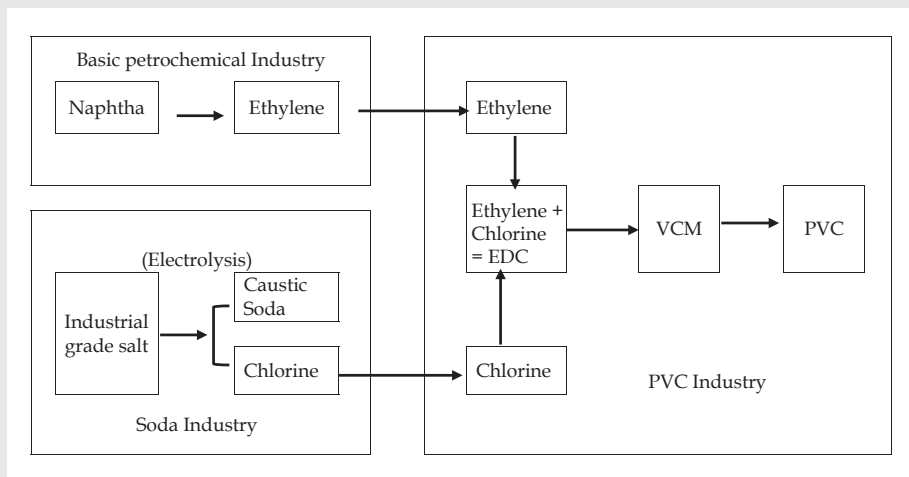 Basic petrochemical Industry
Naphtha
Ethylene
Ethylene
Ethylene +
Chlorine
= EDC
VCM
PVC
(Electrolysis)
Industrial
grade salt
Caustic
Soda
Chlorine
Chlorine
PVC Industry
Soda Industry